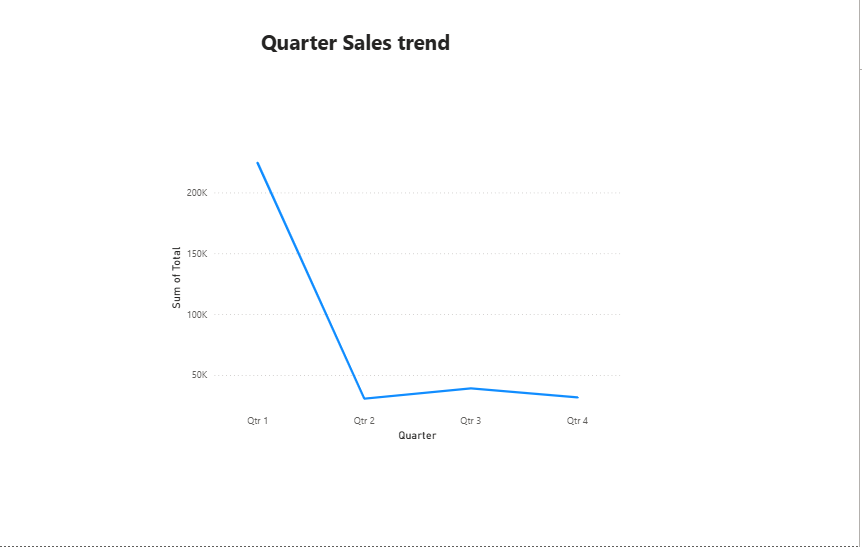 Quarter Sales trend
200K
150K
100K
50K
Sum of Total
Qtr 1 Qtr 2 Qtr 3 Qtr 4
Quarter